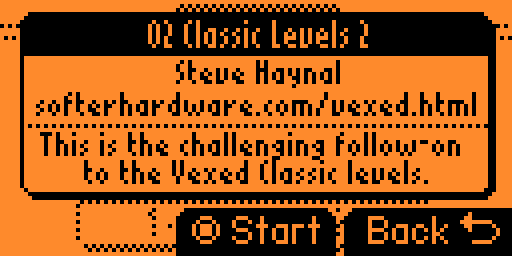 02 Classic Levels 2
Steve Haynal
softerhardware.com/vexed.html
This is the challenging follow-on
to the Vexed Classic levels.
Start
Back